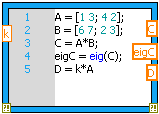 1 A = [1 3; 4 2];
2 B = [6 7; 2 3];
3 C = A*B;
4 eigC = eig(C);
5 D = k*A
k
C
eigC
D